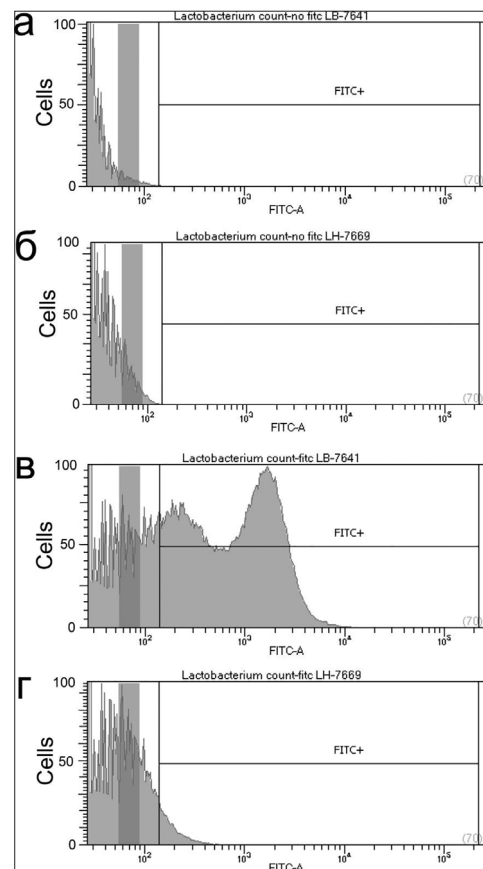 а
Lactobacterium count-no fitc LB-7641
100
Cells
FITC+
50
0
(70)
10² 10³ 10⁴ 10⁵
FITC-A
б
Lactobacterium count-no fitc LH-7669
100
Cells
FITC+
50
0
(70)
10² 10³ 10⁴ 10⁵
FITC-A
в
Lactobacterium count-fitc LB-7641
100
Cells
FITC+
50
0
(70)
10² 10³ 10⁴ 10⁵
FITC-A
г
Lactobacterium count-fitc LH-7669
100
Cells
FITC+
50
0
(70)
10² 10³ 10⁴ 10⁵
FITC-A